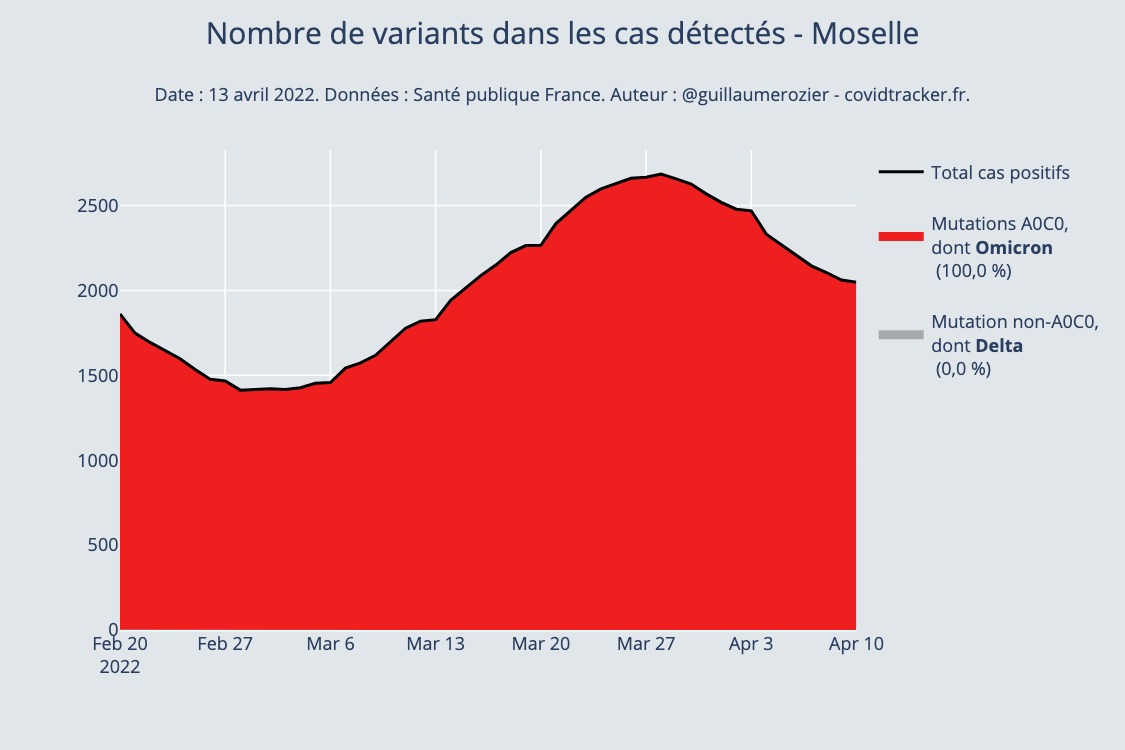 Nombre de variants dans les cas détectés - Moselle
Date : 13 avril 2022. Données : Santé publique France. Auteur : @guillaumerozier - covidtracker.fr.
Total cas positifs
Mutations A0C0,
dont Omicron
(100,0 %)
Mutation non-A0C0,
dont Delta
(0,0 %)
2500
2000
1500
1000
500
0
Feb 20 Feb 27 Mar 6 Mar 13 Mar 20 Mar 27 Apr 3 Apr 10
2022